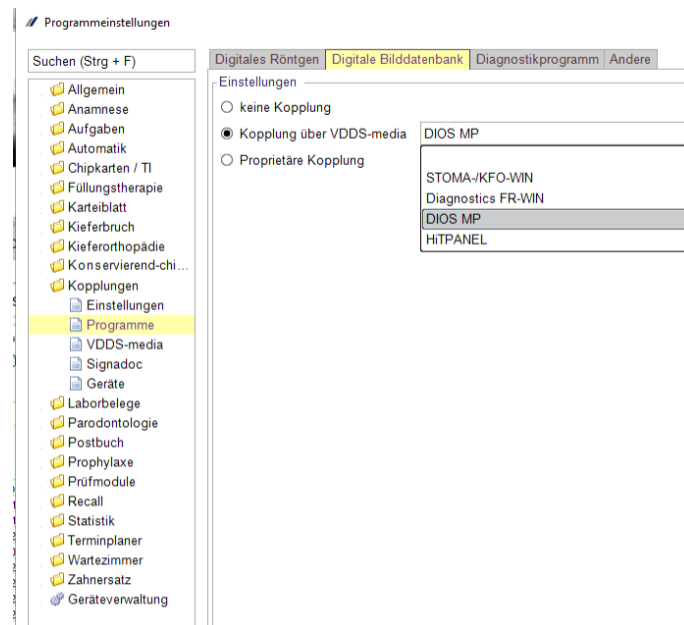 Programmeinstellungen
Suchen (Strg + F)
Allgemein
Anamnese
Aufgaben
Automatik
Chipkarten / TI
Füllungstherapie
Karteiblatt
Kieferbruch
Kieferorthopädie
Konservierend-chi...
Kopplungen
Einstellungen
Programme
VDDS-media
Signadoc
Geräte
Laborbelege
Parodontologie
Postbuch
Prophylaxe
Prüfmodule
Recall
Statistik
Terminplaner
Wartezimmer
Zahnersatz
Geräteverwaltung
Digitales Röntgen Digitale Bilddatenbank Diagnostikprogramm Andere
Einstellungen
keine Kopplung
Kopplung über VDDS-media DIOS MP
Proprietäre Kopplung
STOMA-/KFO-WIN
Diagnostics FR-WIN
DIOS MP
HiTPANEL